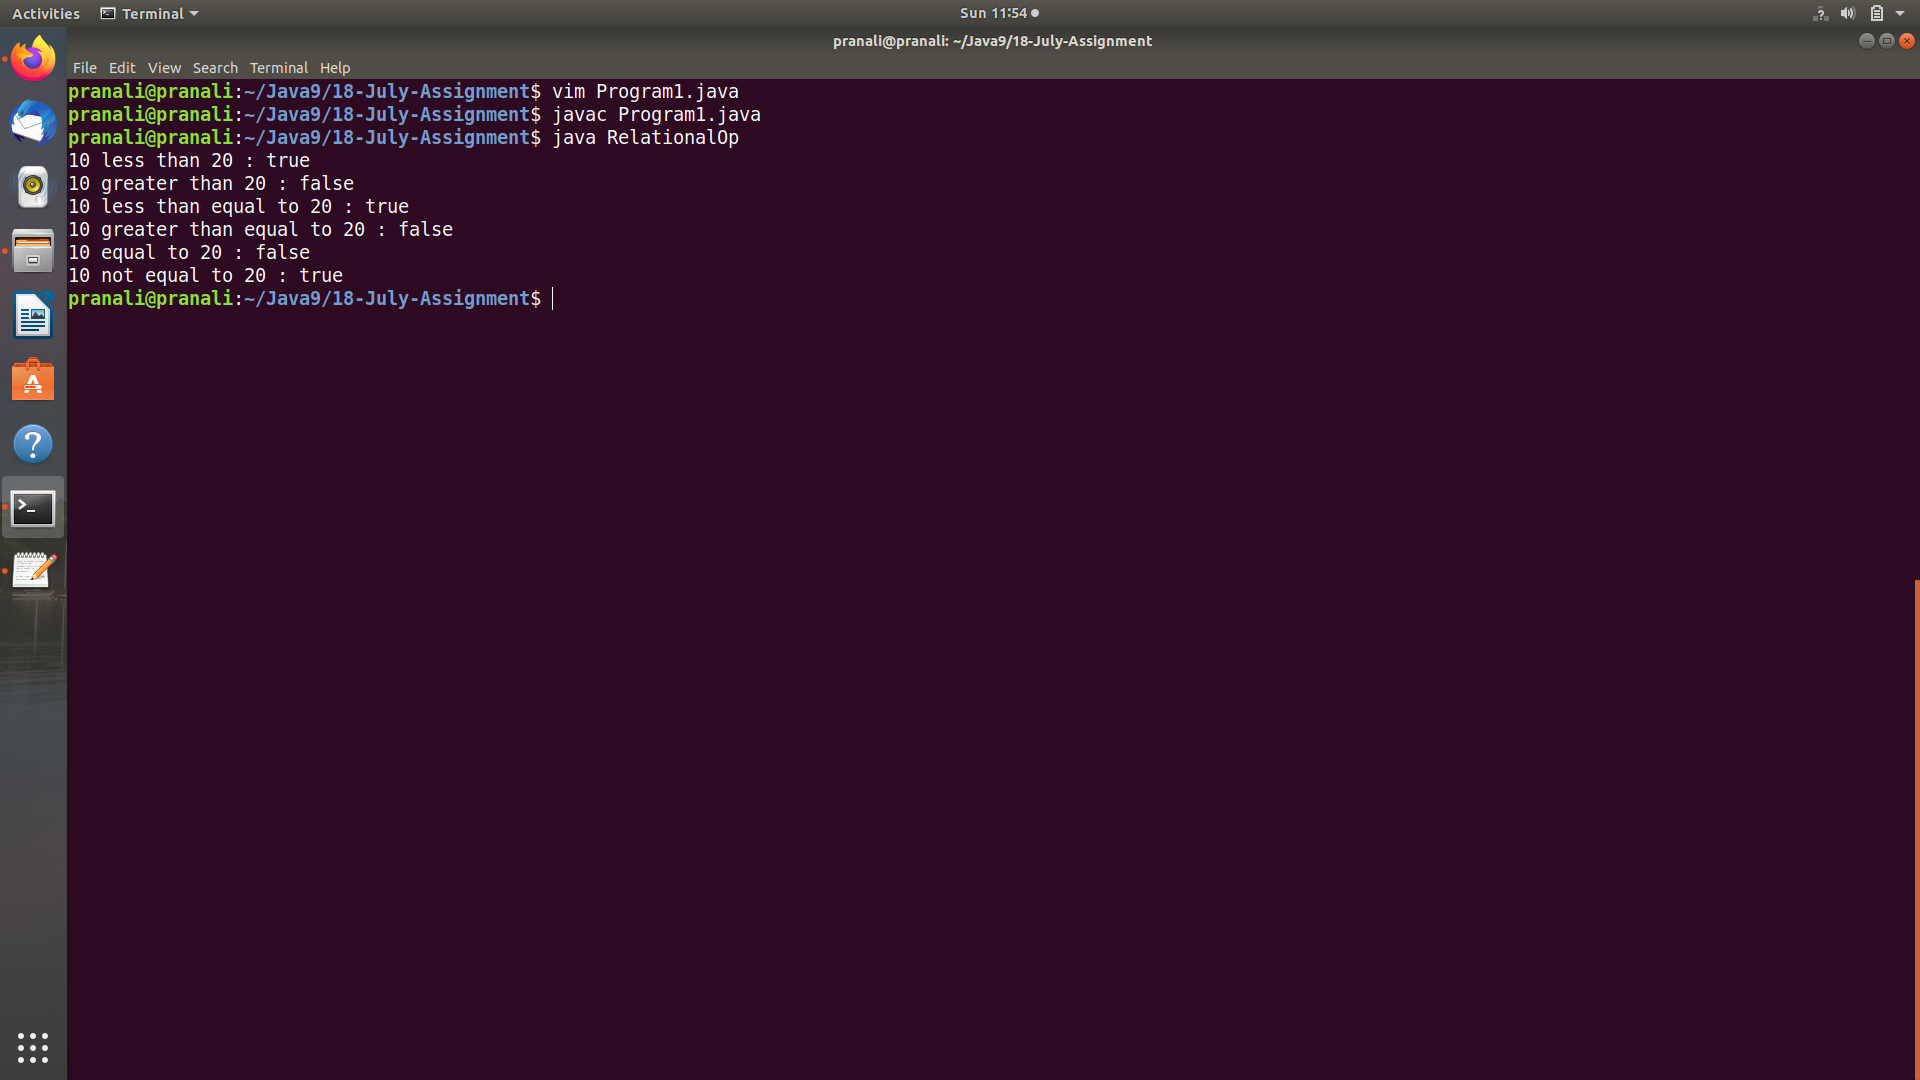 Activities Terminal Sun 11:54
pranali@pranali: ~/Java9/18-July-Assignment
File Edit View Search Terminal Help
pranali@pranali:~/Java9/18-July-Assignment$ vim Program1.java
pranali@pranali:~/Java9/18-July-Assignment$ javac Program1.java
pranali@pranali:~/Java9/18-July-Assignment$ java RelationalOp
10 less than 20 : true
10 greater than 20 : false
10 less than equal to 20 : true
10 greater than equal to 20 : false
10 equal to 20 : false
10 not equal to 20 : true
pranali@pranali:~/Java9/18-July-Assignment$